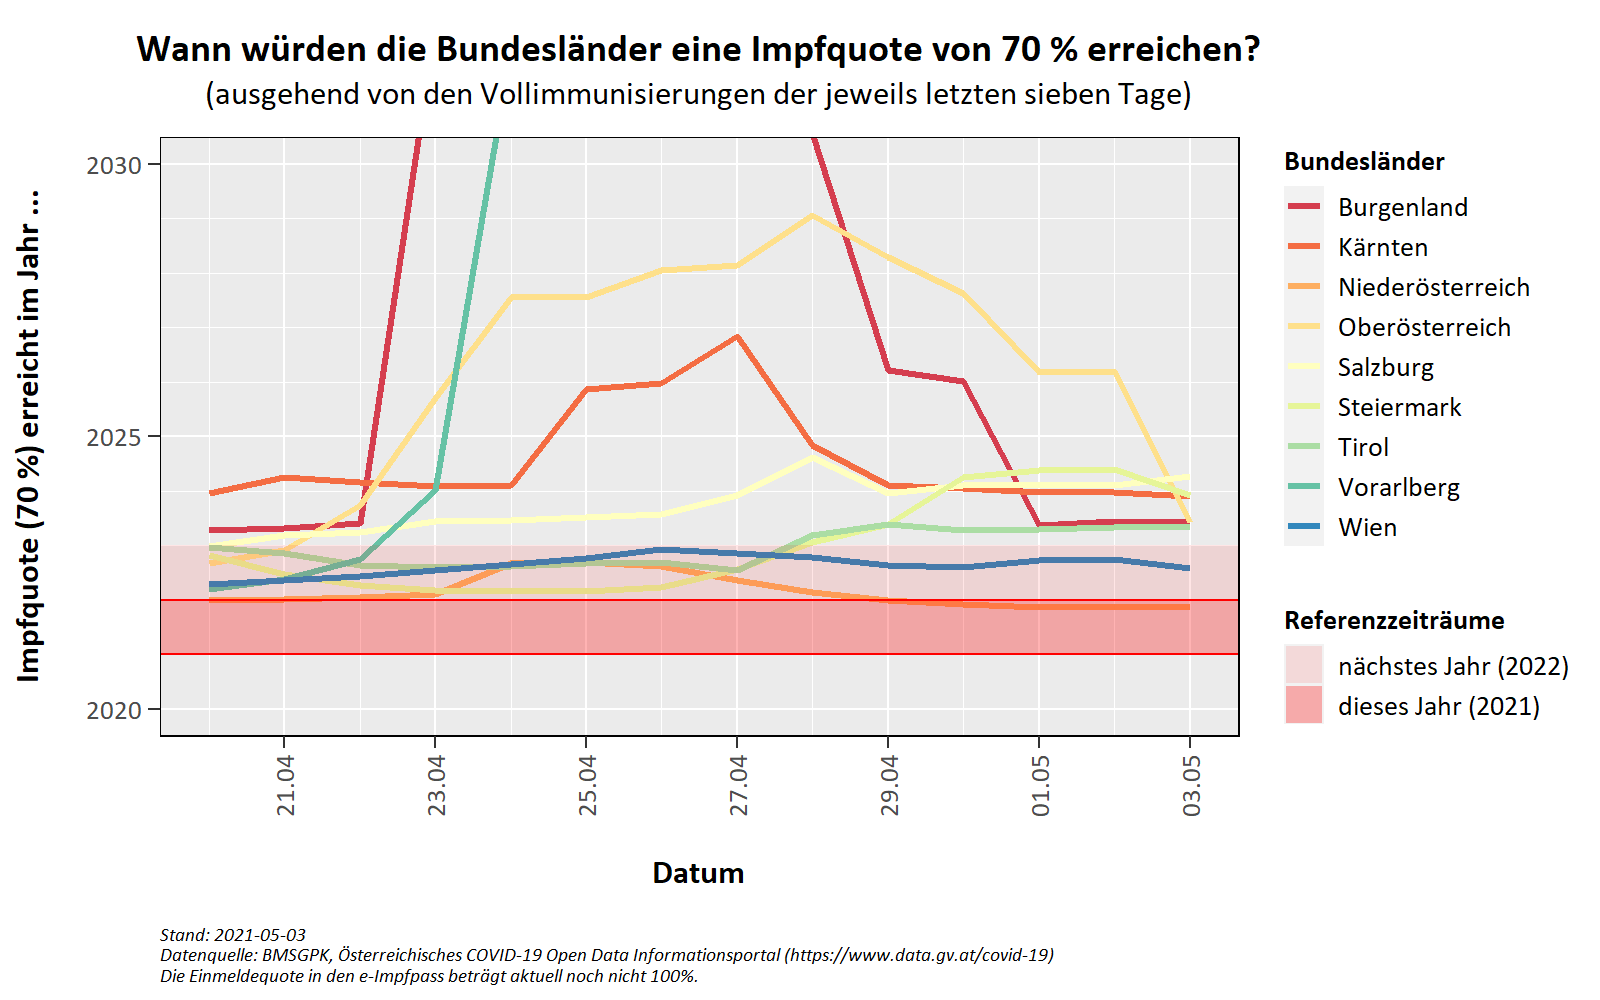 Wann würden die Bundesländer eine Impfquote von 70 % erreichen?
(ausgehend von den Vollimmunisierungen der jeweils letzten sieben Tage)
Impfquote (70 %) erreicht im Jahr ...
2030
2025
2020
21.04
23.04
25.04
27.04
29.04
01.05
03.05
Datum
Bundesländer
Burgenland
Kärnten
Niederösterreich
Oberösterreich
Salzburg
Steiermark
Tirol
Vorarlberg
Wien
Referenzzeiträume
nächstes Jahr (2022)
dieses Jahr (2021)
Stand: 2021-05-03
Datenquelle: BMSGPK, Österreichisches COVID-19 Open Data Informationsportal (https://www.data.gv.at/covid-19)
Die Einmeldequote in den e-Impfpass beträgt aktuell noch nicht 100%.